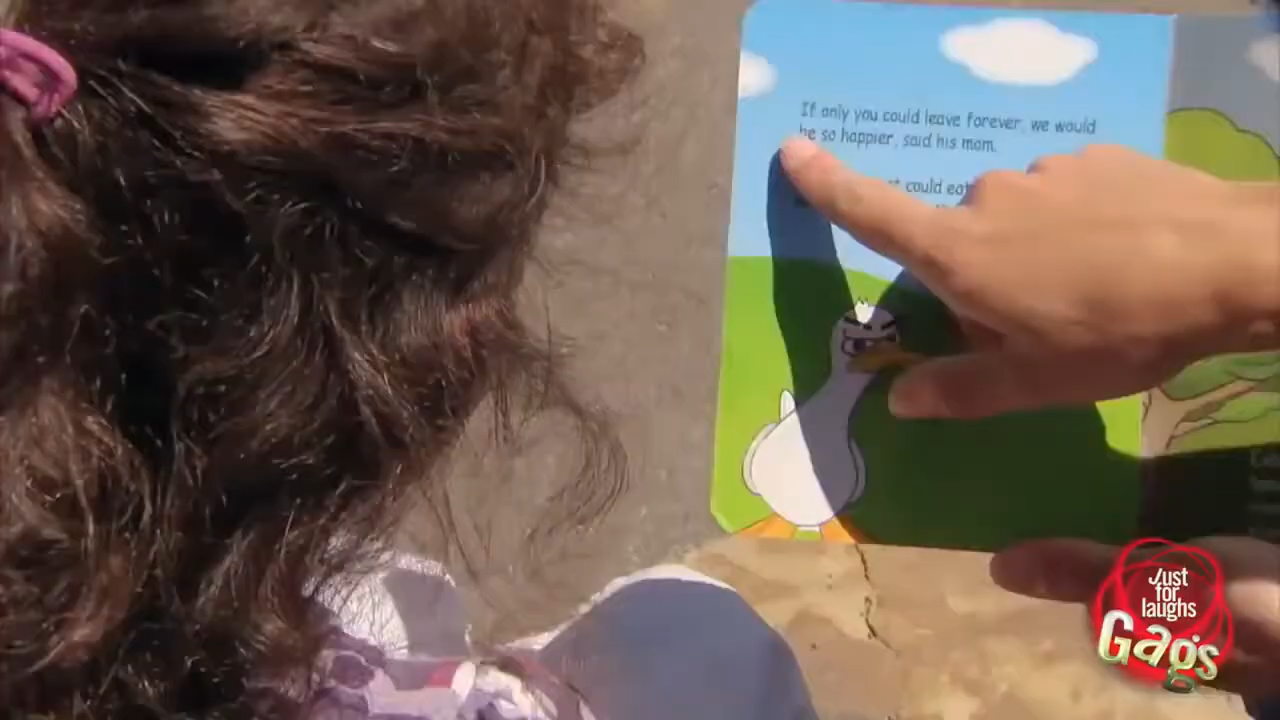 If only you could leave forever, we would
be so happier, said his mom.
could eat
Just
for
laughs
Gags